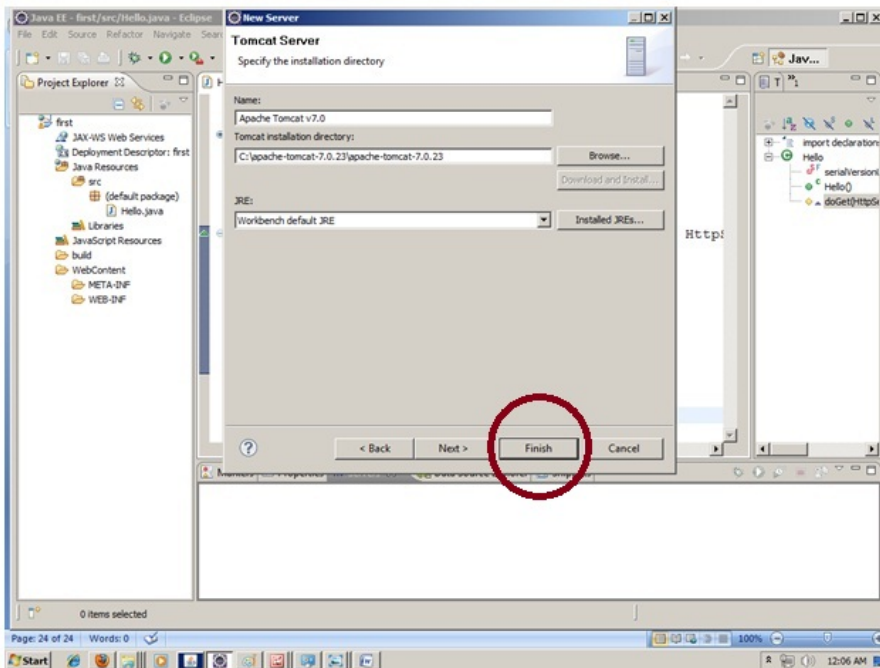 Java EE - first/src/Hello.java - Eclipse
File Edit Source Refactor Navigate
Jav...
Project Explorer
first
JAX-WS Web Services
Deployment Descriptor: first
Java Resources
src
(default package)
Hello.java
Libraries
JavaScript Resources
build
WebContent
META-INF
WEB-INF
New Server
Tomcat Server
Specify the installation directory
Name:
Apache Tomcat v7.0
Tomcat installation directory:
C:\apache-tomcat-7.0.23\apache-tomcat-7.0.23
Browse...
Download and Install...
JRE:
Workbench default JRE
Installed JREs...
? < Back Next > Finish Cancel
import declarations
Hello
Hello()
0 items selected
Page: 24 of 24 Words: 0 100%
Start 12:06 AM